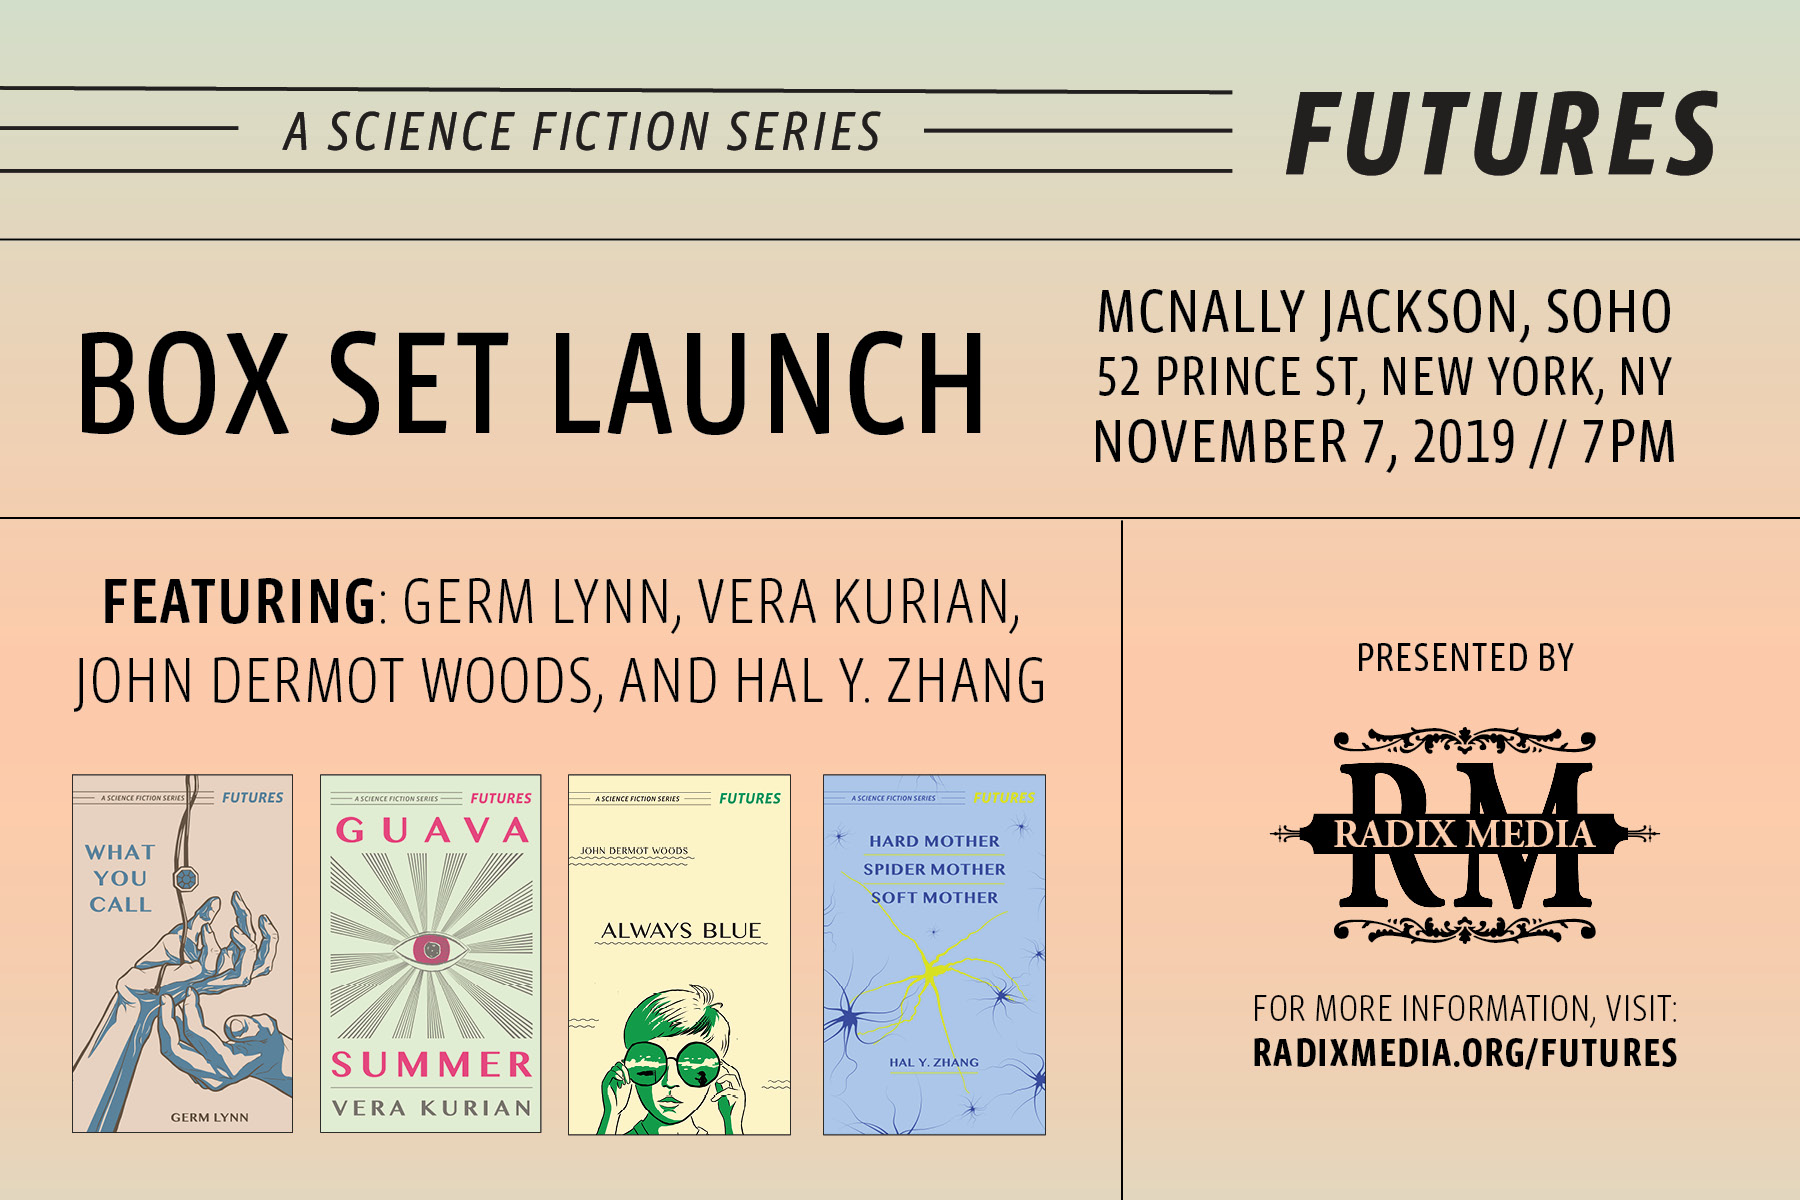 A SCIENCE FICTION SERIES
FUTURES
BOX SET LAUNCH
MCNALLY JACKSON, SOHO
52 PRINCE ST, NEW YORK, NY
NOVEMBER 7, 2019 // 7PM
FEATURING: GERM LYNN, VERA KURIAN,
JOHN DERMOT WOODS, AND HAL Y. ZHANG
A SCIENCE FICTION SERIES
FUTURES
WHAT
YOU
CALL
GERM LYNN
A SCIENCE FICTION SERIES
FUTURES
GUAVA
SUMMER
VERA KURIAN
A SCIENCE FICTION SERIES
FUTURES
JOHN DERMOT WOODS
ALWAYS BLUE
A SCIENCE FICTION SERIES
FUTURES
HARD MOTHER
SPIDER MOTHER
SOFT MOTHER
HAL Y. ZHANG
PRESENTED BY
RM
RADIX MEDIA
FOR MORE INFORMATION, VISIT:
RADIXMEDIA.ORG/FUTURES